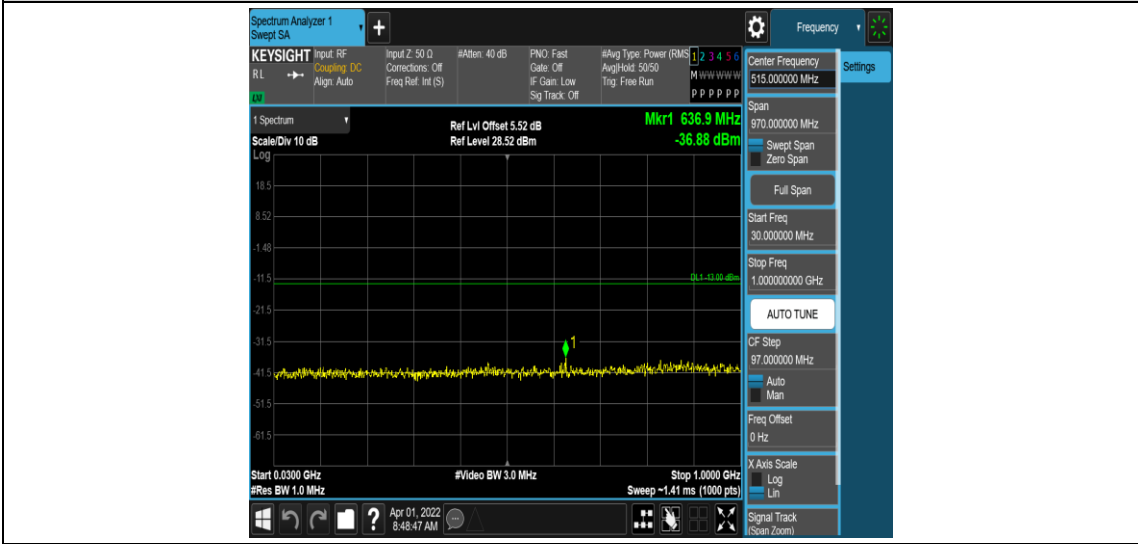 Spectrum Analyzer 1
Swept SA
+
Frequency
KEYSIGHT
RL
LNI
Input: RF
Coupling: DC
Align: Auto
Input Z: 50 Ω
Corrections: Off
Freq Ref: Int (S)
#Atten: 40 dB
PNO: Fast
Gate: Off
IF Gain: Low
Sig Track: Off
#Avg Type: Power (RMS
Avg|Hold: 50/50
Trig: Free Run
1 2 3 4 5 6
M W W W W W
P P P P P P
1 Spectrum
Scale/Div 10 dB
Log
Ref Lvl Offset 5.52 dB
Ref Level 28.52 dBm
Mkr1 636.9 MHz
-36.88 dBm
18.5
8.52
-1.48
-11.5
DL1 -13.00 dBm
-21.5
-31.5
1
-41.5
-51.5
-61.5
Start 0.0300 GHz
#Video BW 3.0 MHz
Stop 1.0000 GHz
#Res BW 1.0 MHz
Sweep ~1.41 ms (1000 pts)
?
Apr 01, 2022
8:48:47 AM
Center Frequency
515.000000 MHz
Settings
Span
970.000000 MHz
Swept Span
Zero Span
Full Span
Start Freq
30.000000 MHz
Stop Freq
1.000000000 GHz
AUTO TUNE
CF Step
97.000000 MHz
Auto
Man
Freq Offset
0 Hz
X Axis Scale
Log
Lin
Signal Track
(Span Zoom)